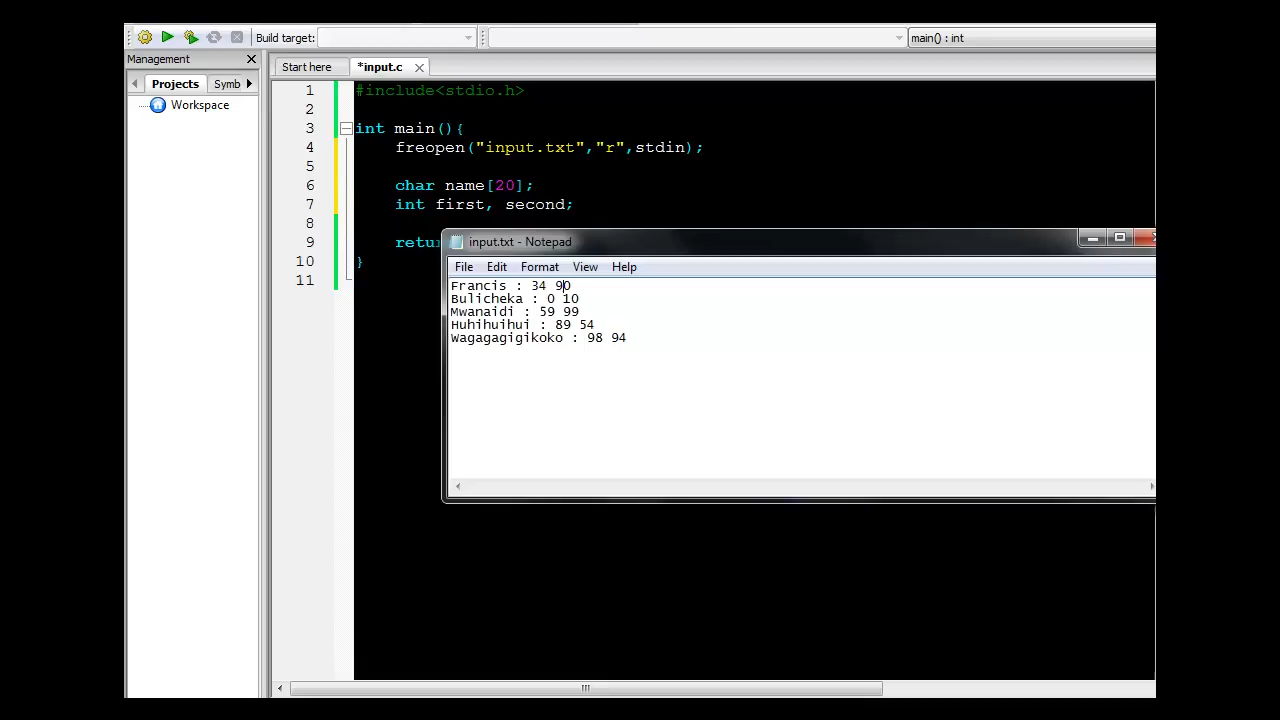 Build target:
main() : int
Management
Projects
Symb
Workspace
Start here
*input.c
1 #include<stdio.h>
2
3 int main(){
4 freopen("input.txt","r",stdin);
5
6 char name[20];
7 int first, second;
8
9 retur
10 }
11
input.txt - Notepad
File Edit Format View Help
Francis : 34 90
Bulicheka : 0 10
Mwanaidi : 59 99
Huhihuihui : 89 54
Wagagagigikoko : 98 94